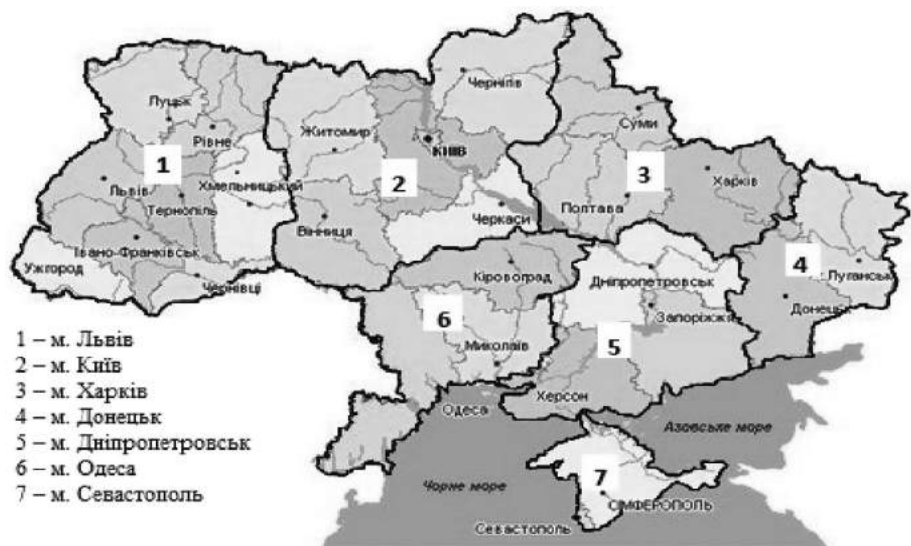 Чернігів
Луцьк
Рівне
Житомир
КИЇВ
Суми
1
2
3
Харків
Львів
Хмельницький
Тернопіль
Полтава
Черкаси
Вінниця
Івано-Франківськ
Ужгород
Чернівці
Кіровоград
Дніпропетровськ
4
Луганськ
Донецьк
Запоріжжя
6
5
Миколаїв
Херсон
Одеса
Азовське море
1 – м. Львів
2 – м. Київ
3 – м. Харків
4 – м. Донецьк
5 – м. Дніпропетровськ
6 – м. Одеса
7 – м. Севастополь
7
Чорне море
СІМФЕРОПОЛЬ
Севастополь